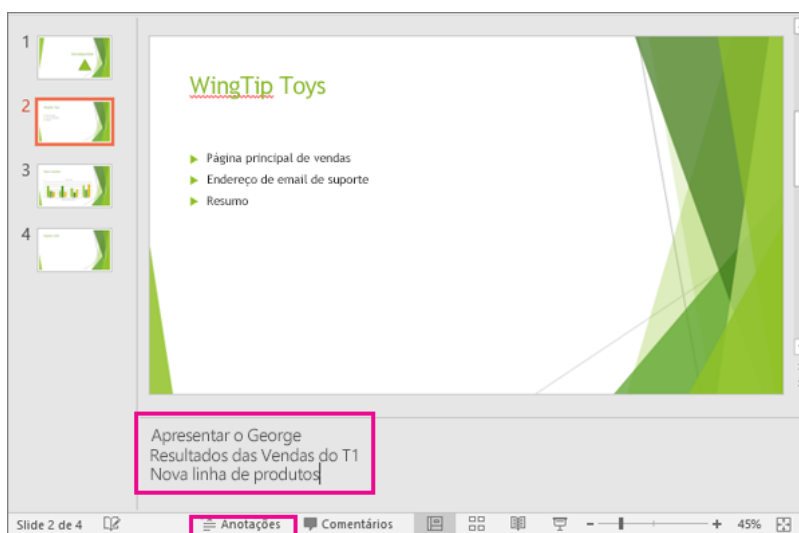 1
2
3
4
WingTip Toys
Página principal de vendas
Endereço de email de suporte
Resumo
Apresentar o George
Resultados das Vendas do T1
Nova linha de produtos
Slide 2 de 4 Anotações Comentários 45%